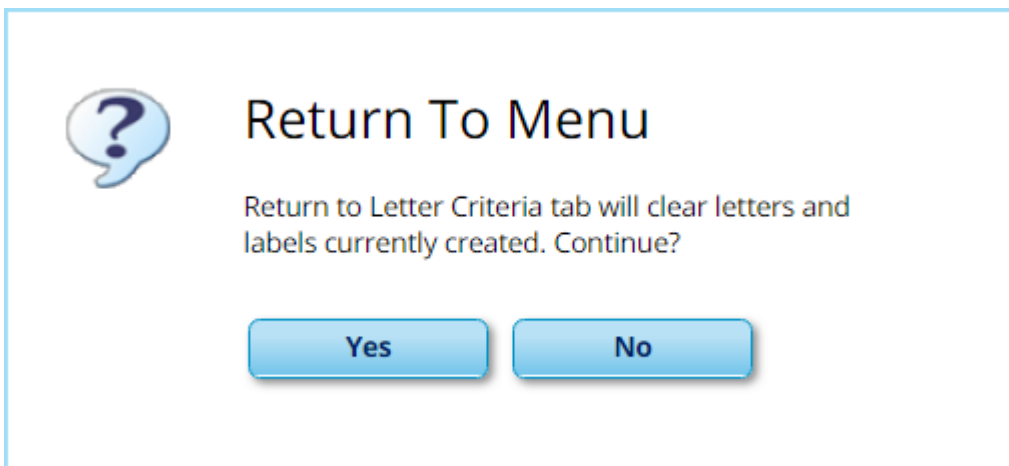 ?
Return To Menu
Return to Letter Criteria tab will clear letters and
labels currently created. Continue?
Yes
No